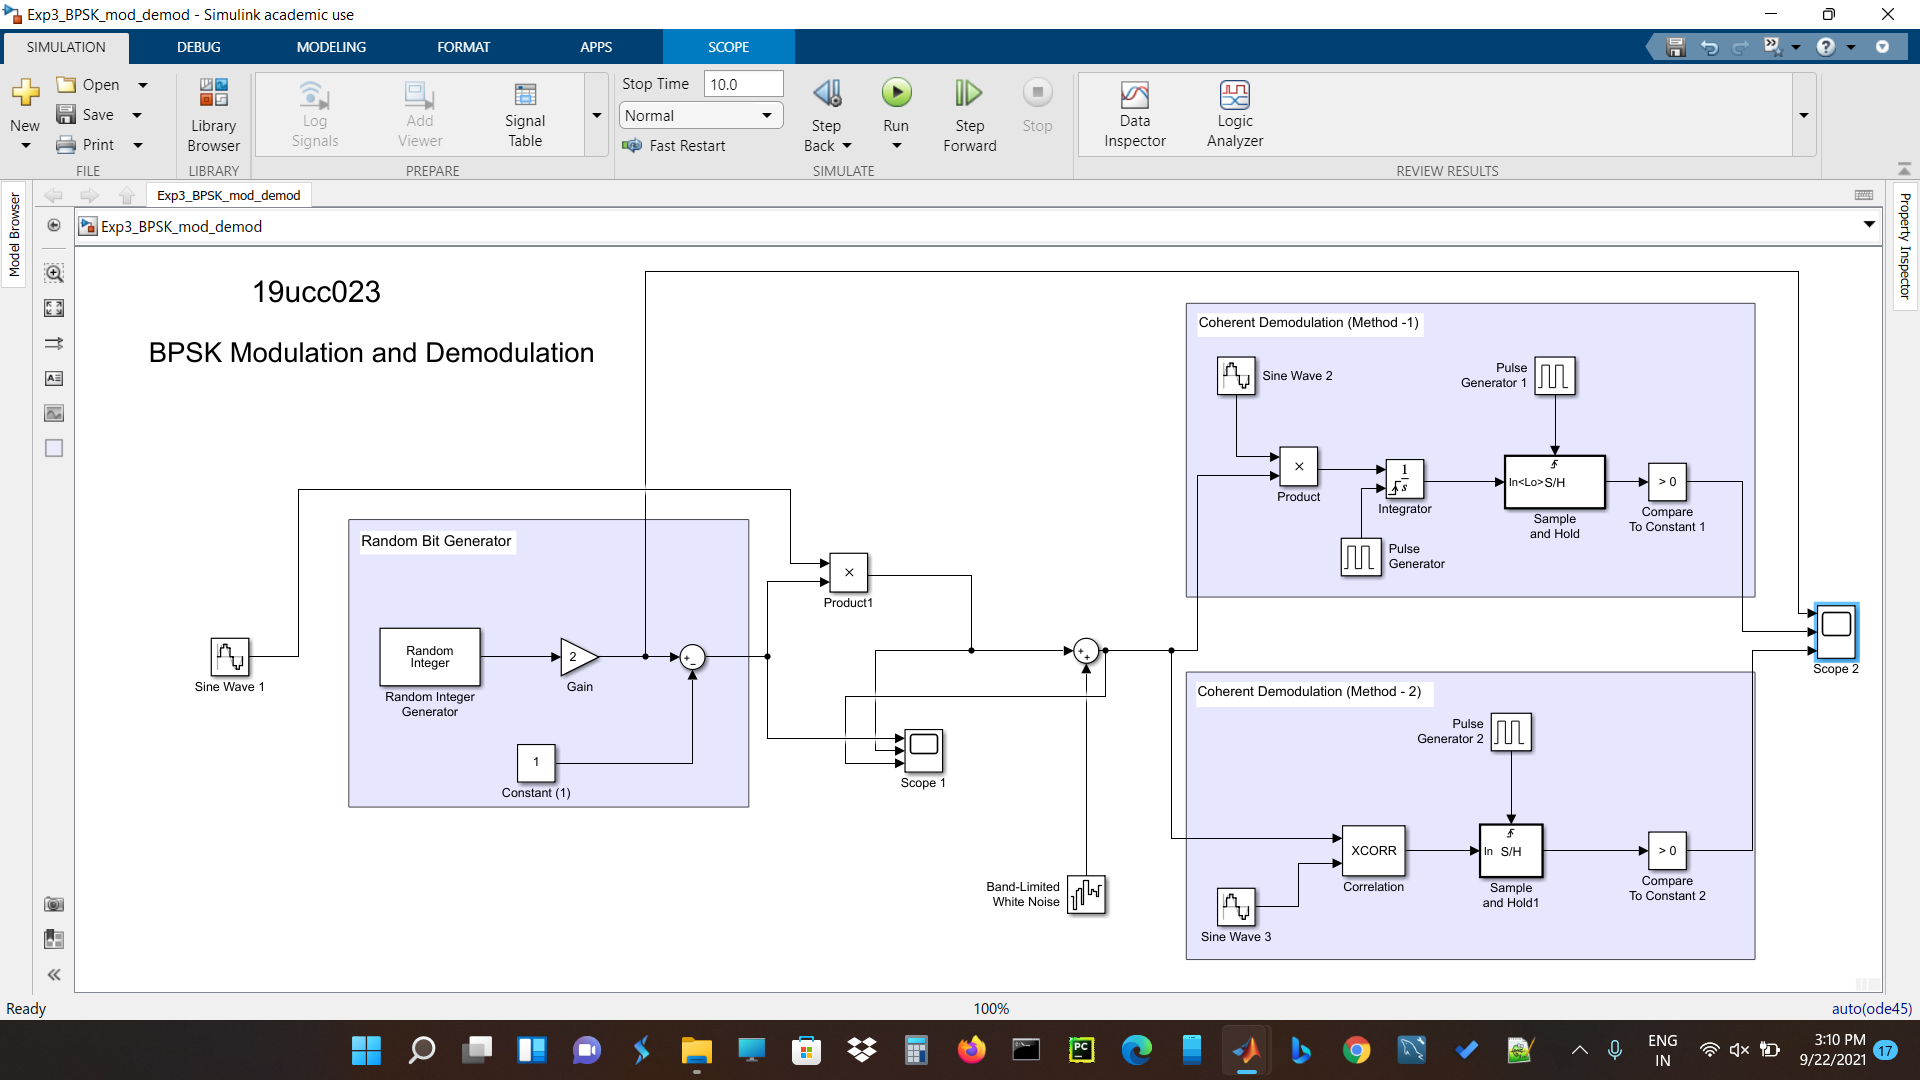 Exp3_BPSK_mod_demod - Simulink academic use
SIMULATION
DEBUG
MODELING
FORMAT
APPS
SCOPE
New
Open
Save
Print
FILE
Library
Browser
LIBRARY
Log
Signals
Add
Viewer
Signal
Table
PREPARE
Stop Time
10.0
Normal
Fast Restart
Step
Back
Run
Step
Forward
Stop
SIMULATE
Data
Inspector
Logic
Analyzer
REVIEW RESULTS
Model Browser
Exp3_BPSK_mod_demod
Exp3_BPSK_mod_demod
Property Inspector
19ucc023
BPSK Modulation and Demodulation
Coherent Demodulation (Method -1)
Sine Wave 2
Pulse
Generator 1
×
Product
1
s
Integrator
In<Lo>S/H
Sample
and Hold
> 0
Compare
To Constant 1
Pulse
Generator
Random Bit Generator
Sine Wave 1
Random
Integer
Random Integer
Generator
2
Gain
1
Constant (1)
×
Product1
Scope 1
Band-Limited
White Noise
Scope 2
Coherent Demodulation (Method - 2)
Pulse
Generator 2
XCORR
Correlation
In S/H
Sample
and Hold1
> 0
Compare
To Constant 2
Sine Wave 3
Ready
100%
auto(ode45)
PC
ENG
IN
3:10 PM
9/22/2021
17